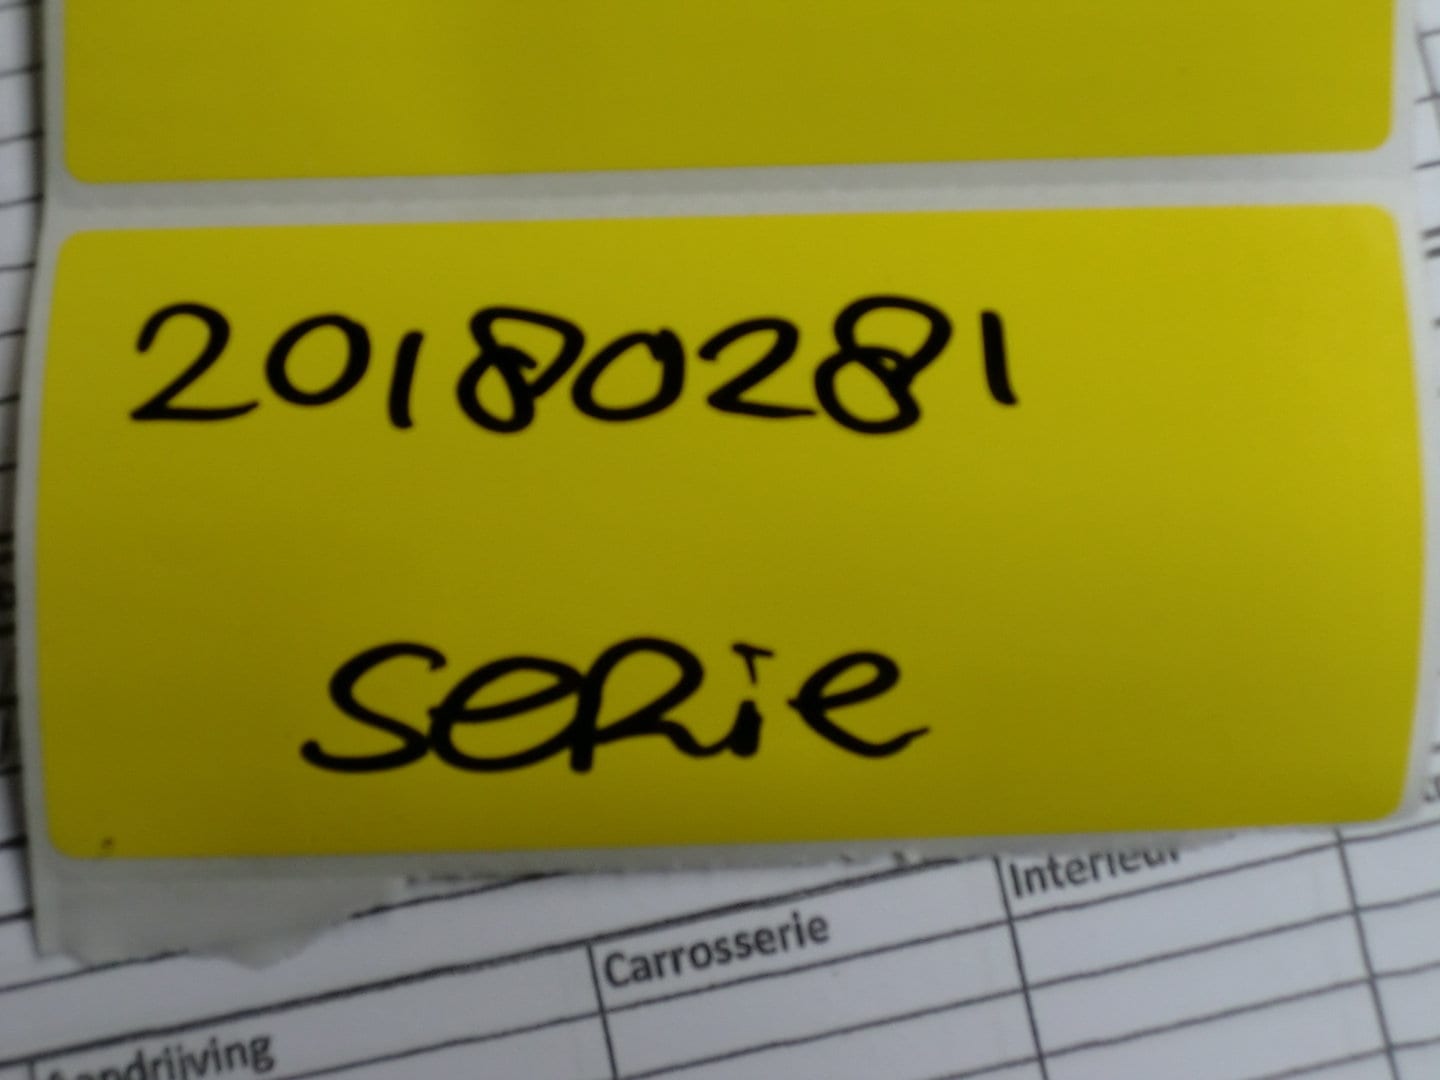 20180281
serie
Interieur
Carrosserie
Aandrijving